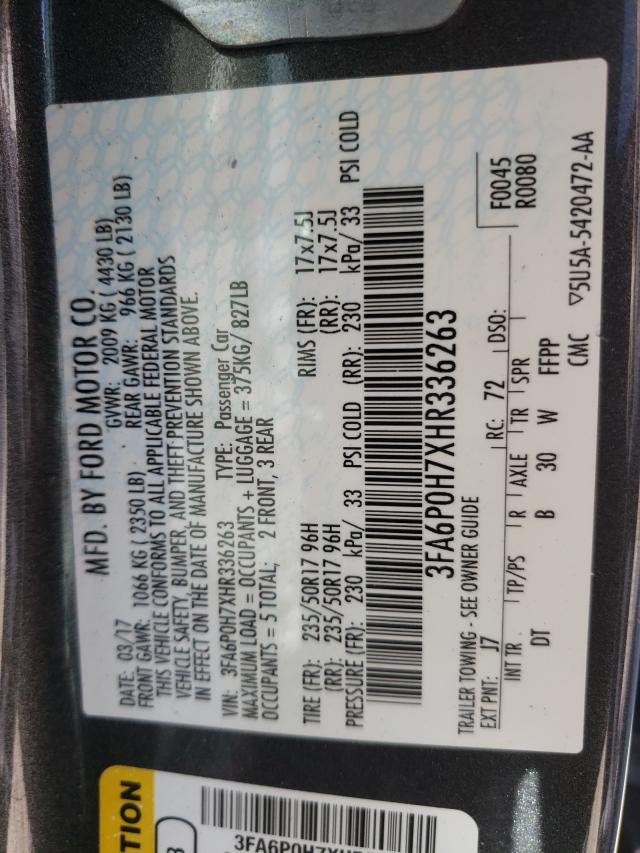 MFD. BY FORD MOTOR CO.
DATE: 03/17 GVWR: 2009 KG ( 4430 LB)
FRONT GAWR: 1066 KG ( 2350 LB) REAR GAWR: 966 KG ( 2130 LB)
THIS VEHICLE CONFORMS TO ALL APPLICABLE FEDERAL MOTOR
VEHICLE SAFETY, BUMPER, AND THEFT PREVENTION STANDARDS
IN EFFECT ON THE DATE OF MANUFACTURE SHOWN ABOVE.
VIN: 3FA6P0H7XHR336263 TYPE: Passenger Car
MAXIMUM LOAD = OCCUPANTS + LUGGAGE = 375KG/ 827LB
OCCUPANTS = 5 TOTAL; 2 FRONT, 3 REAR
TIRE (FR): 235/50R17 96H RIMS (FR): 17x7.5J
(RR): 235/50R17 96H (RR): 17x7.5J
PRESSURE (FR): 230 kPa/ 33 PSI COLD (RR): 230 kPa/ 33 PSI COLD
3FA6P0H7XHR336263
TRAILER TOWING - SEE OWNER GUIDE F0045
R0080
EXT PNT: J7 RC: 72 DSO:
INT TR TP/PS R AXLE TR SPR
DT B 30 W FFPP
CMC ▽5U5A-5420472-AA
TION